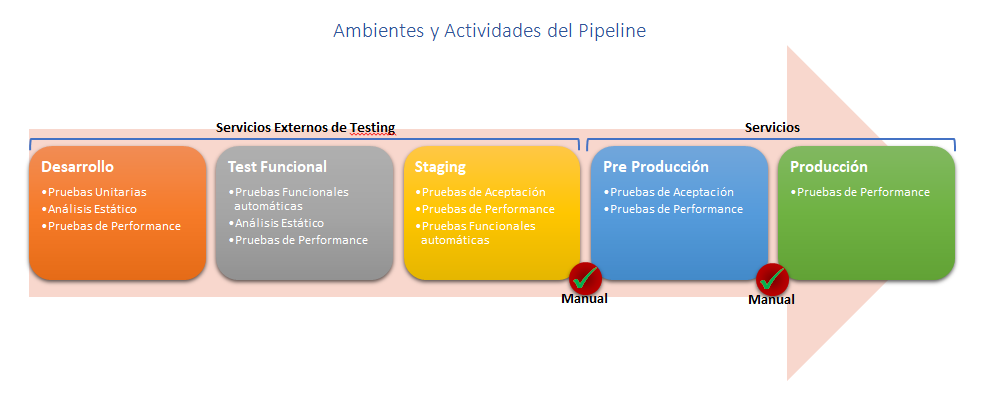 Ambientes y Actividades del Pipeline
Servicios Externos de Testing
Servicios
Desarrollo
•Pruebas Unitarias
•Análisis Estático
•Pruebas de Performance
Test Funcional
•Pruebas Funcionales
automáticas
•Análisis Estático
•Pruebas de Performance
Staging
•Pruebas de Aceptación
•Pruebas de Performance
•Pruebas Funcionales
automáticas
Pre Producción
•Pruebas de Aceptación
•Pruebas de Performance
Producción
•Pruebas de Performance
Manual
Manual